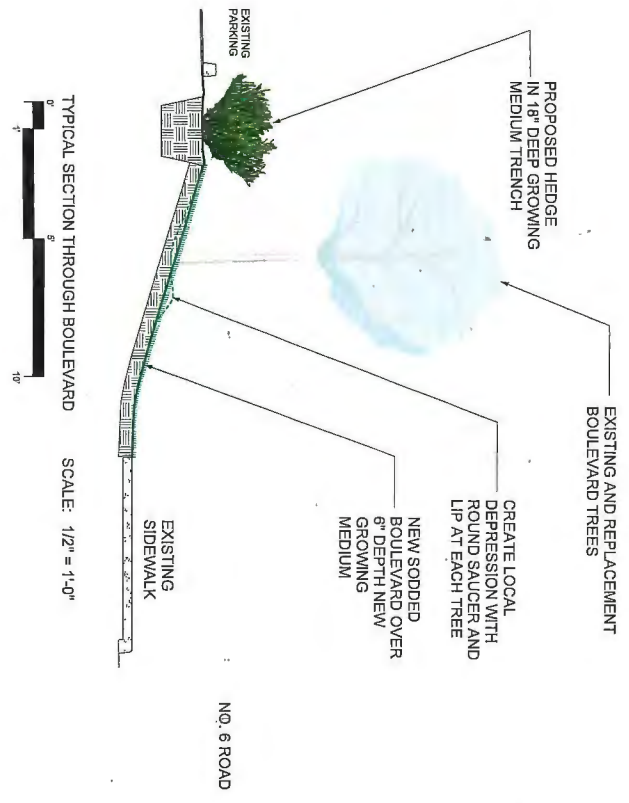 EXISTING AND REPLACEMENT
BOULEVARD TREES
PROPOSED HEDGE
IN 18" DEEP GROWING
MEDIUM TRENCH
CREATE LOCAL
DEPRESSION WITH
ROUND SAUCER AND
LIP AT EACH TREE
NEW SODDED
BOULEVARD OVER
6" DEPTH NEW
GROWING
MEDIUM
EXISTING
PARKING
NO. 6 ROAD
EXISTING
SIDEWALK
TYPICAL SECTION THROUGH BOULEVARD SCALE: 1/2" = 1'-0"
0' 1' 5' 10'